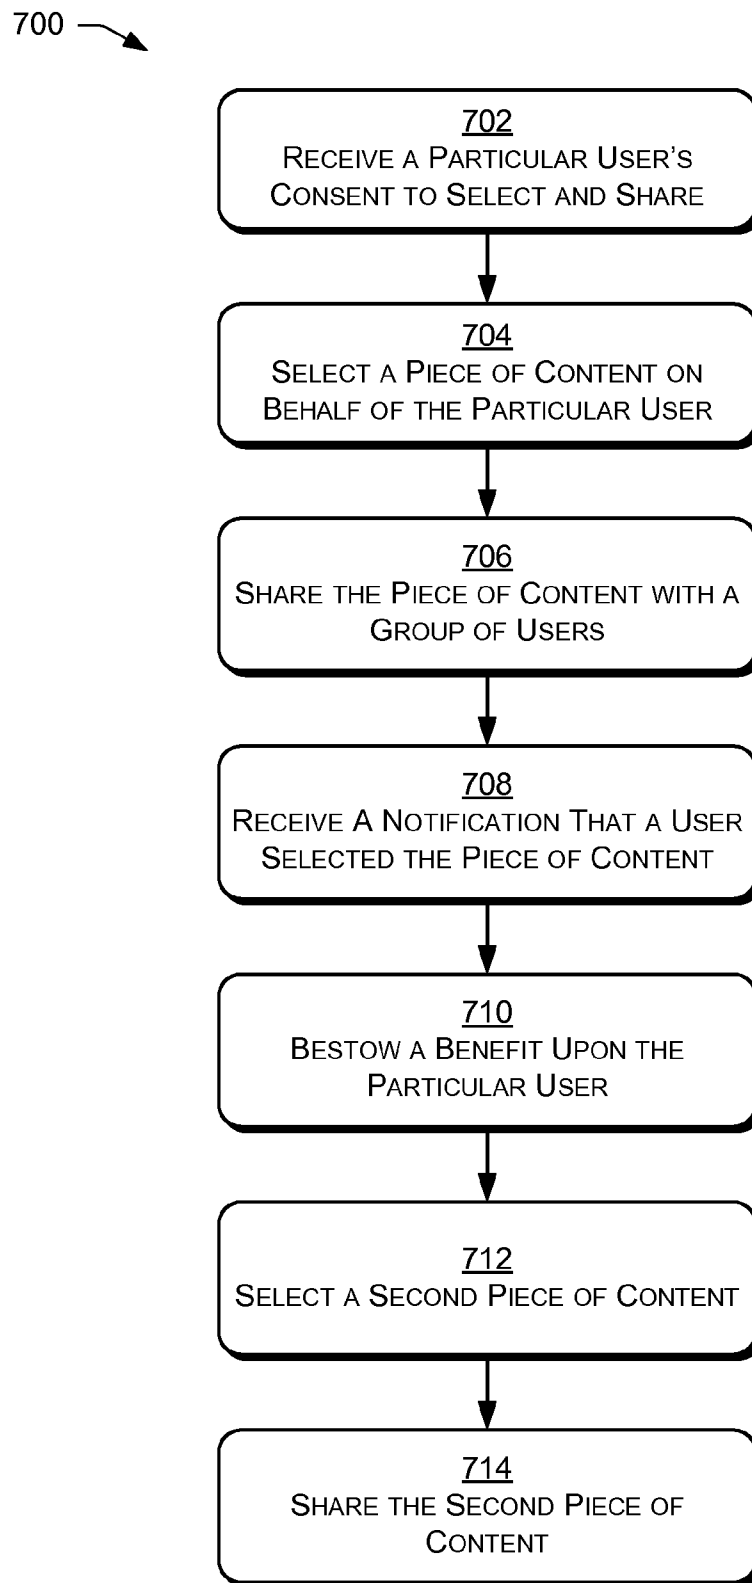 700
702
RECEIVE A PARTICULAR USER'S
CONSENT TO SELECT AND SHARE
704
SELECT A PIECE OF CONTENT ON
BEHALF OF THE PARTICULAR USER
706
SHARE THE PIECE OF CONTENT WITH A
GROUP OF USERS
708
RECEIVE A NOTIFICATION THAT A USER
SELECTED THE PIECE OF CONTENT
710
BESTOW A BENEFIT UPON THE
PARTICULAR USER
712
SELECT A SECOND PIECE OF CONTENT
714
SHARE THE SECOND PIECE OF
CONTENT